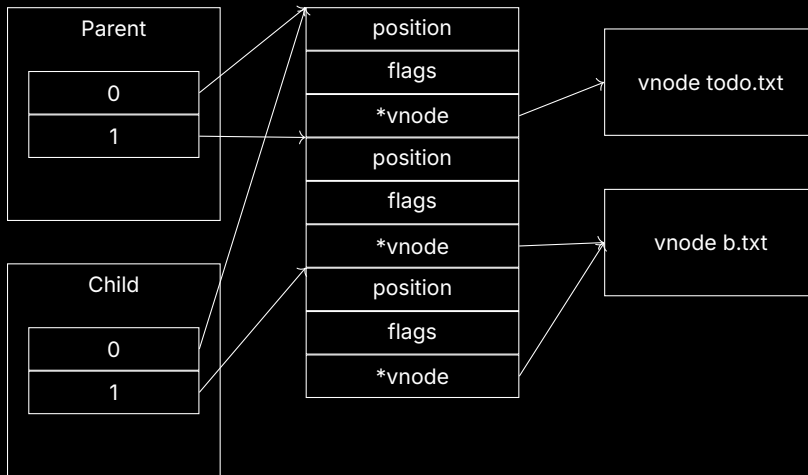 Parent
0
1
Child
0
1
position
flags
*vnode
position
flags
*vnode
position
flags
*vnode
vnode todo.txt
vnode b.txt